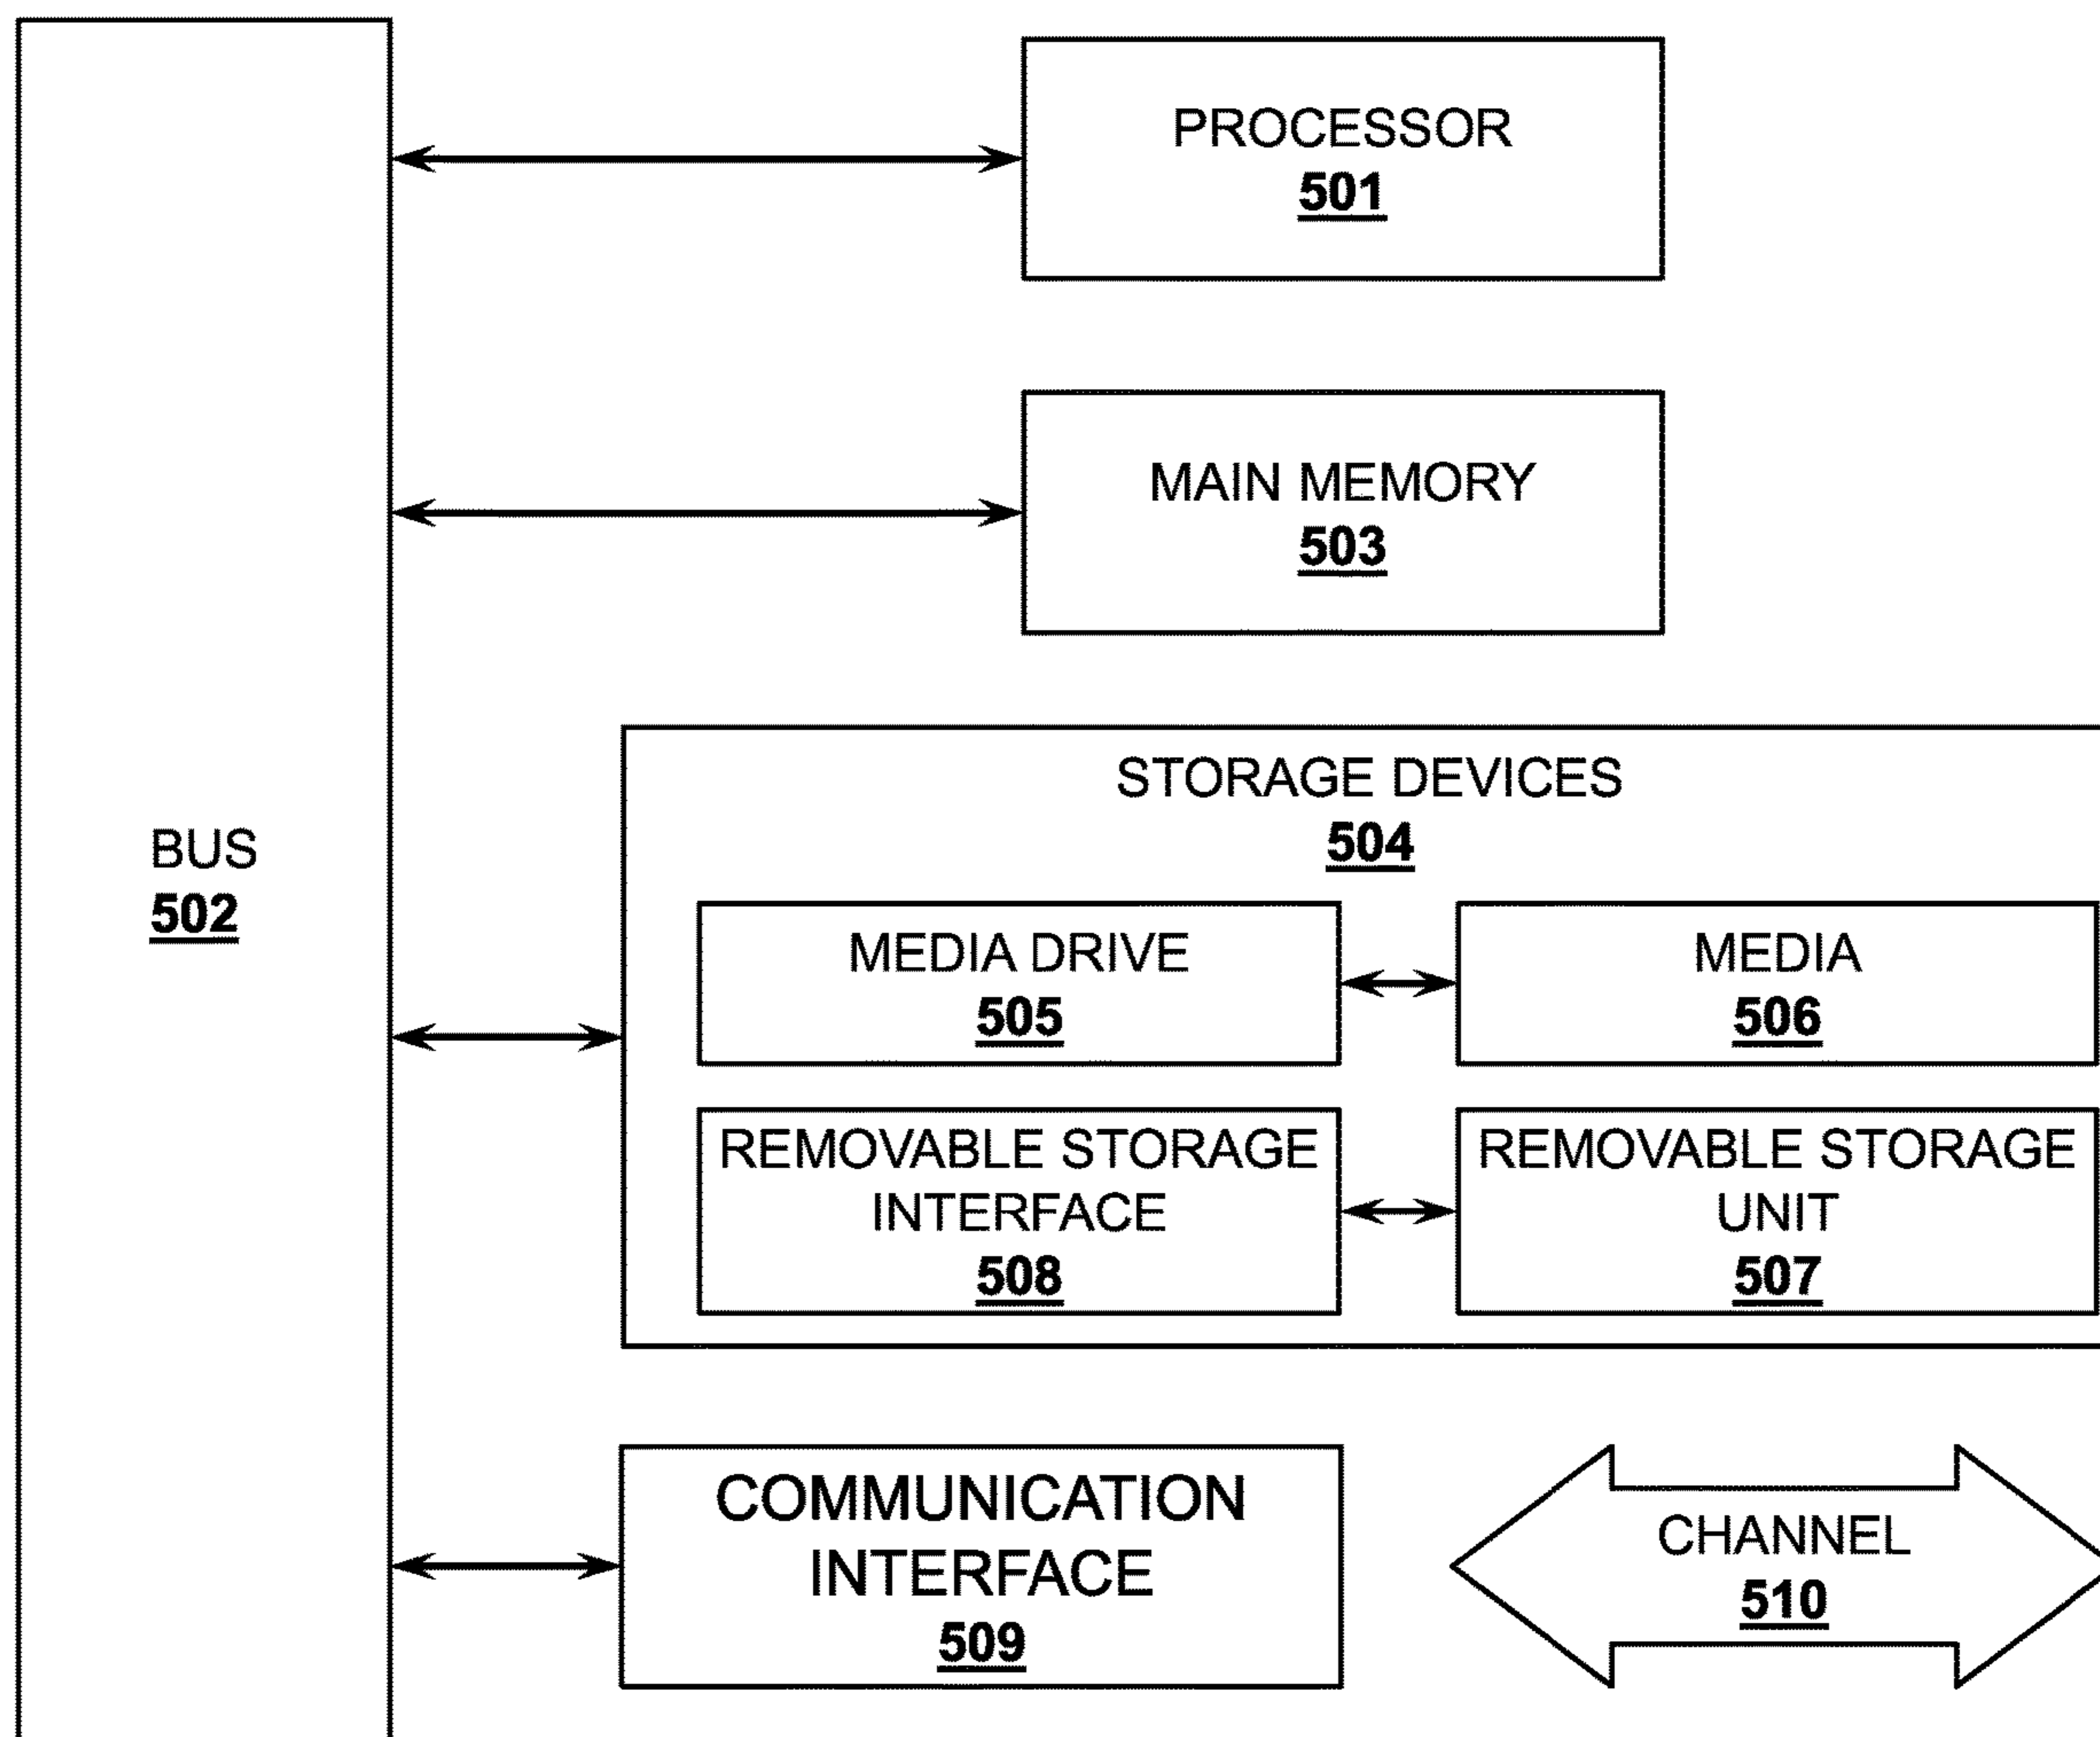 PROCESSOR
501
MAIN MEMORY
503
BUS
502
STORAGE DEVICES
504
MEDIA DRIVE
505
MEDIA
506
REMOVABLE STORAGE
INTERFACE
508
REMOVABLE STORAGE
UNIT
507
COMMUNICATION
INTERFACE
509
CHANNEL
510